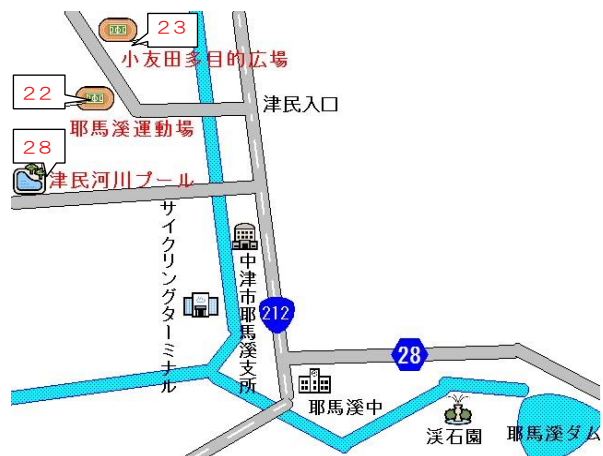 ２３
小友田多目的広場
２２
津民入口
耶馬溪運動場
２８
津民河川プール
サイクリングターミナル
中津市耶馬溪支所
212
28
耶馬溪中
渓石園
耶馬溪ダム